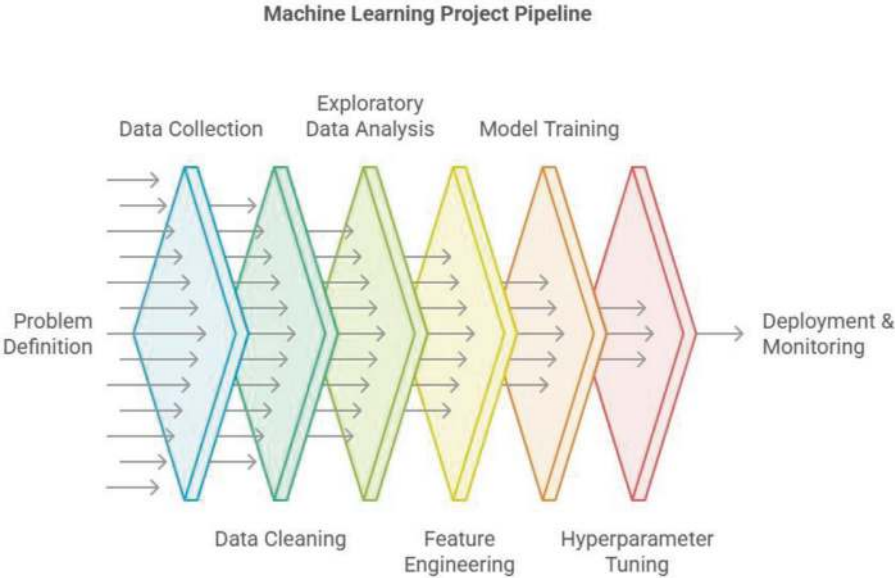 Machine Learning Project Pipeline
Exploratory
Data Collection
Data Analysis
Model Training
Problem
Definition
Deployment &
Monitoring
Data Cleaning
Feature
Engineering
Hyperparameter
Tuning